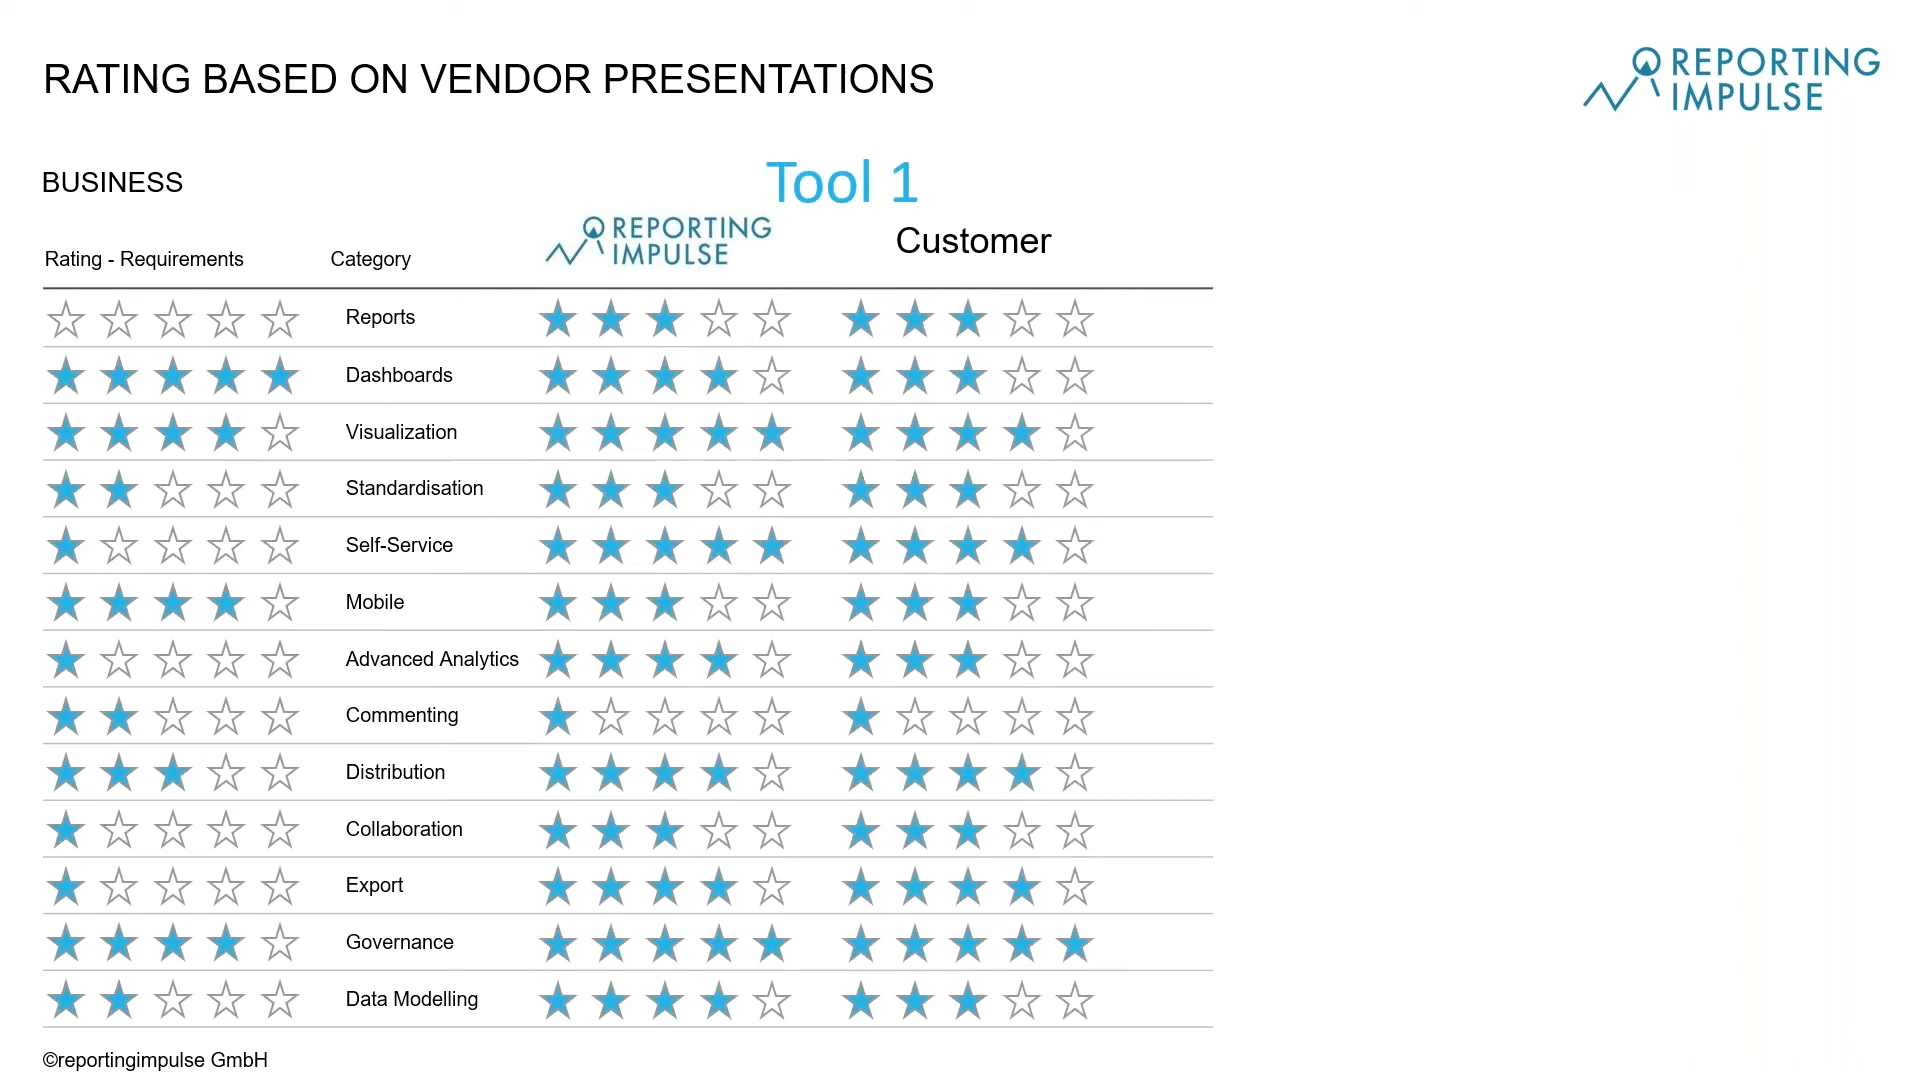 RATING BASED ON VENDOR PRESENTATIONS
REPORTING
IMPULSE
BUSINESS
Tool 1
Rating - Requirements
Category
REPORTING
IMPULSE
Customer
Reports
Dashboards
Visualization
Standardisation
Self-Service
Mobile
Advanced Analytics
Commenting
Distribution
Collaboration
Export
Governance
Data Modelling
©reportingimpulse GmbH